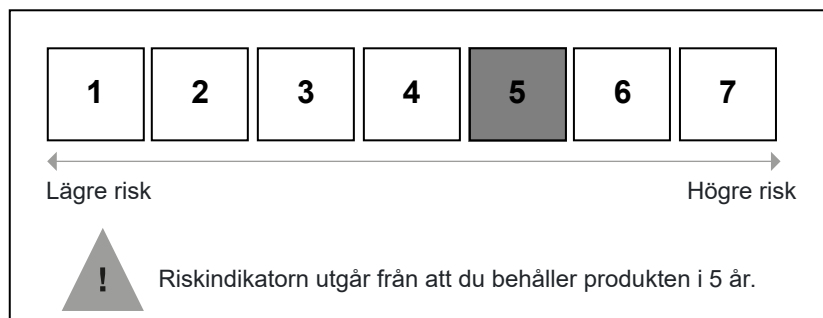 1 2 3 4 5 6 7
Lägre risk Högre risk
! Riskindikatorn utgår från att du behåller produkten i 5 år.